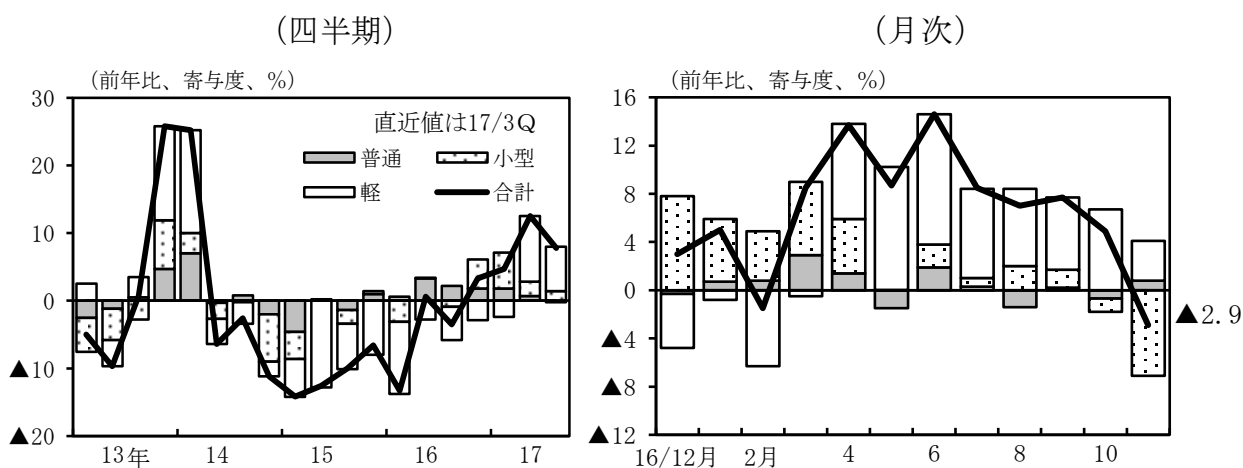 (四半期)
(前年比、寄与度、%)
30
20
10
0
▲10
▲20
直近値は17/3Q
普通
小型
軽
合計
13年
14
15
16
17
(月次)
(前年比、寄与度、%)
16
12
8
4
0
▲4
▲8
▲12
▲2.9
16/12月
2月
4
6
8
10